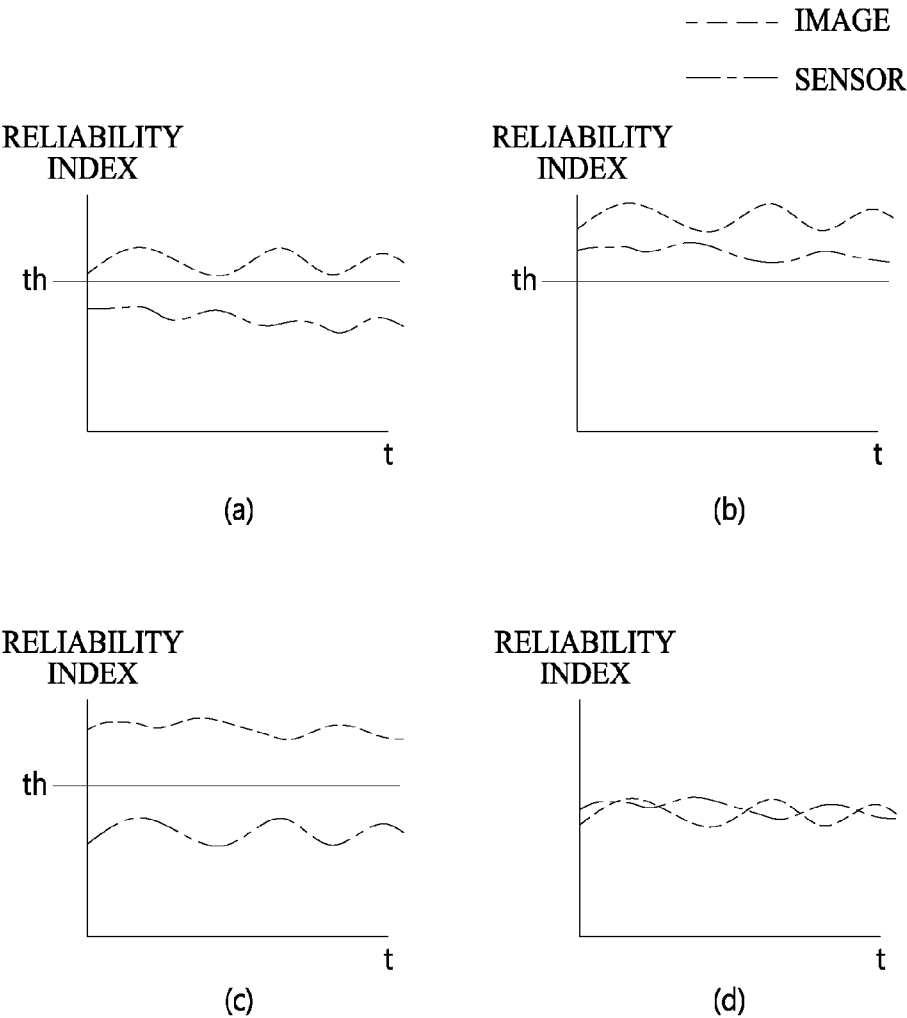 IMAGE
SENSOR
RELIABILITY
INDEX
th
t
(a)
RELIABILITY
INDEX
th
t
(b)
RELIABILITY
INDEX
th
t
(c)
RELIABILITY
INDEX
t
(d)